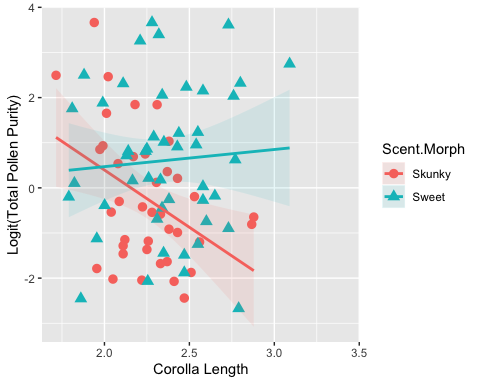 4
2
0
-2
Logit(Total Pollen Purity)
2.0 2.5 3.0 3.5
Corolla Length
Scent.Morph
Skunky
Sweet